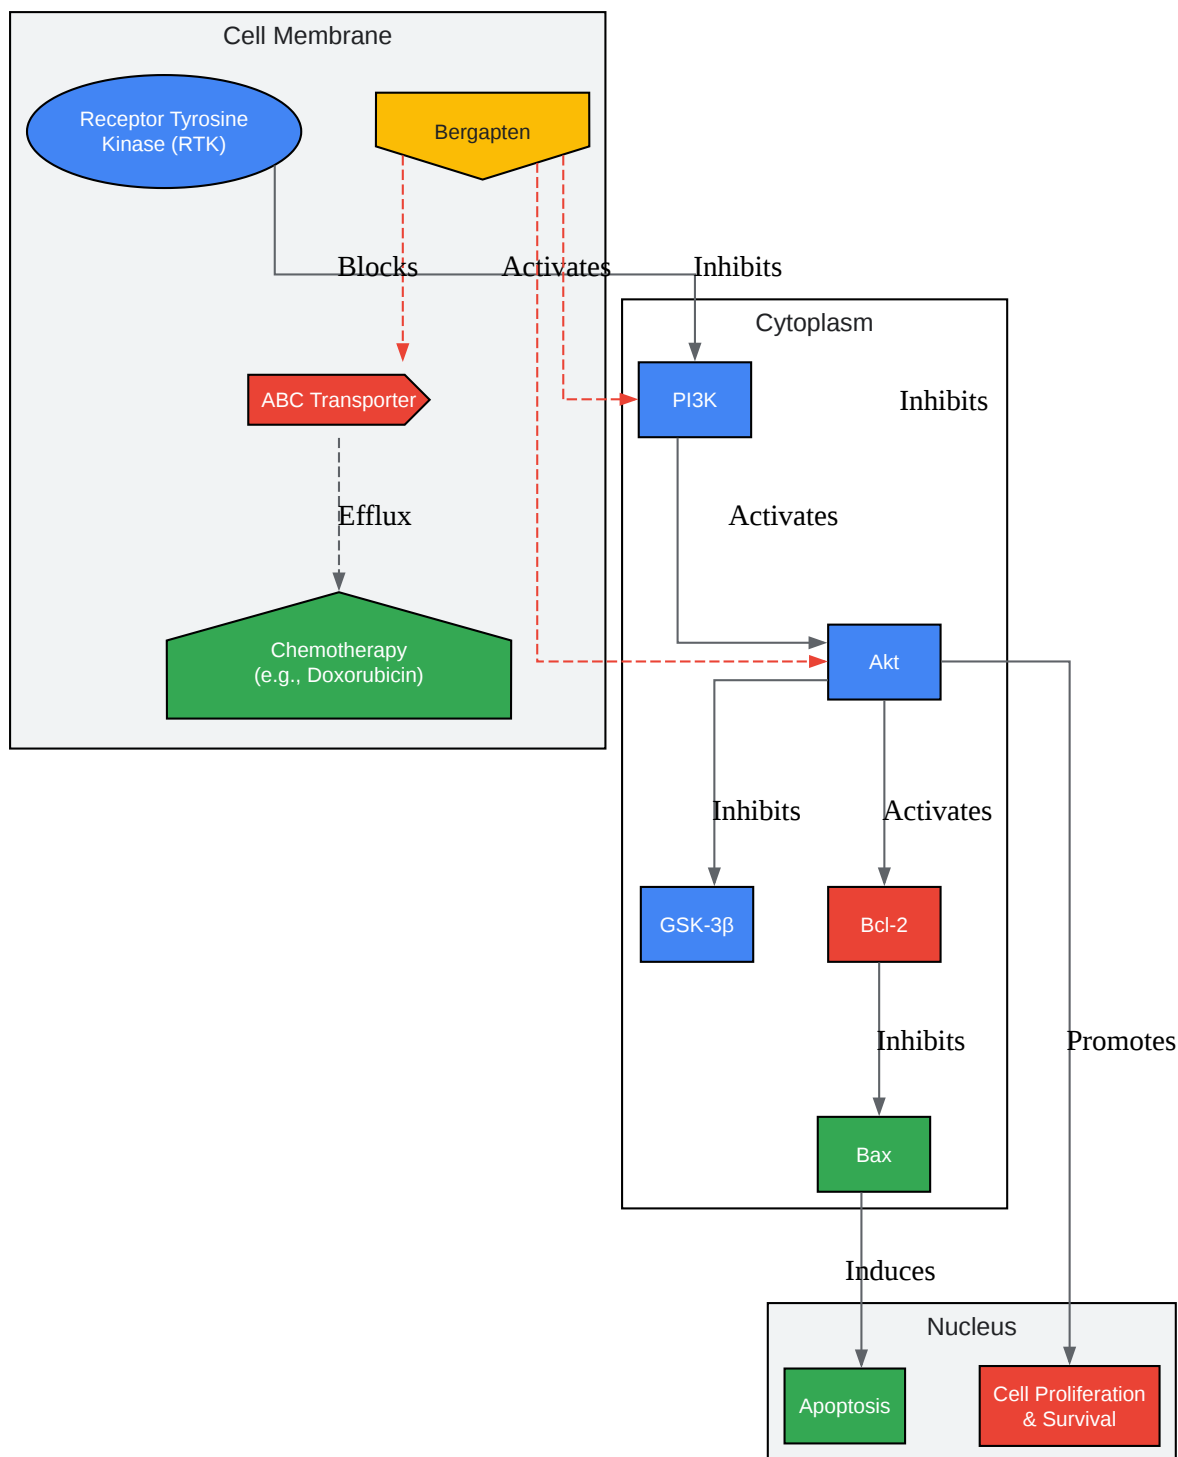 Cell Membrane
Receptor Tyrosine
Kinase (RTK)
Bergapten
Blocks
Activates
Inhibits
Cytoplasm
ABC Transporter
PI3K
Inhibits
Efflux
Activates
Chemotherapy
(e.g., Doxorubicin)
Akt
Inhibits
Activates
GSK-3β
Bcl-2
Inhibits
Promotes
Bax
Induces
Nucleus
Apoptosis
Cell Proliferation
& Survival